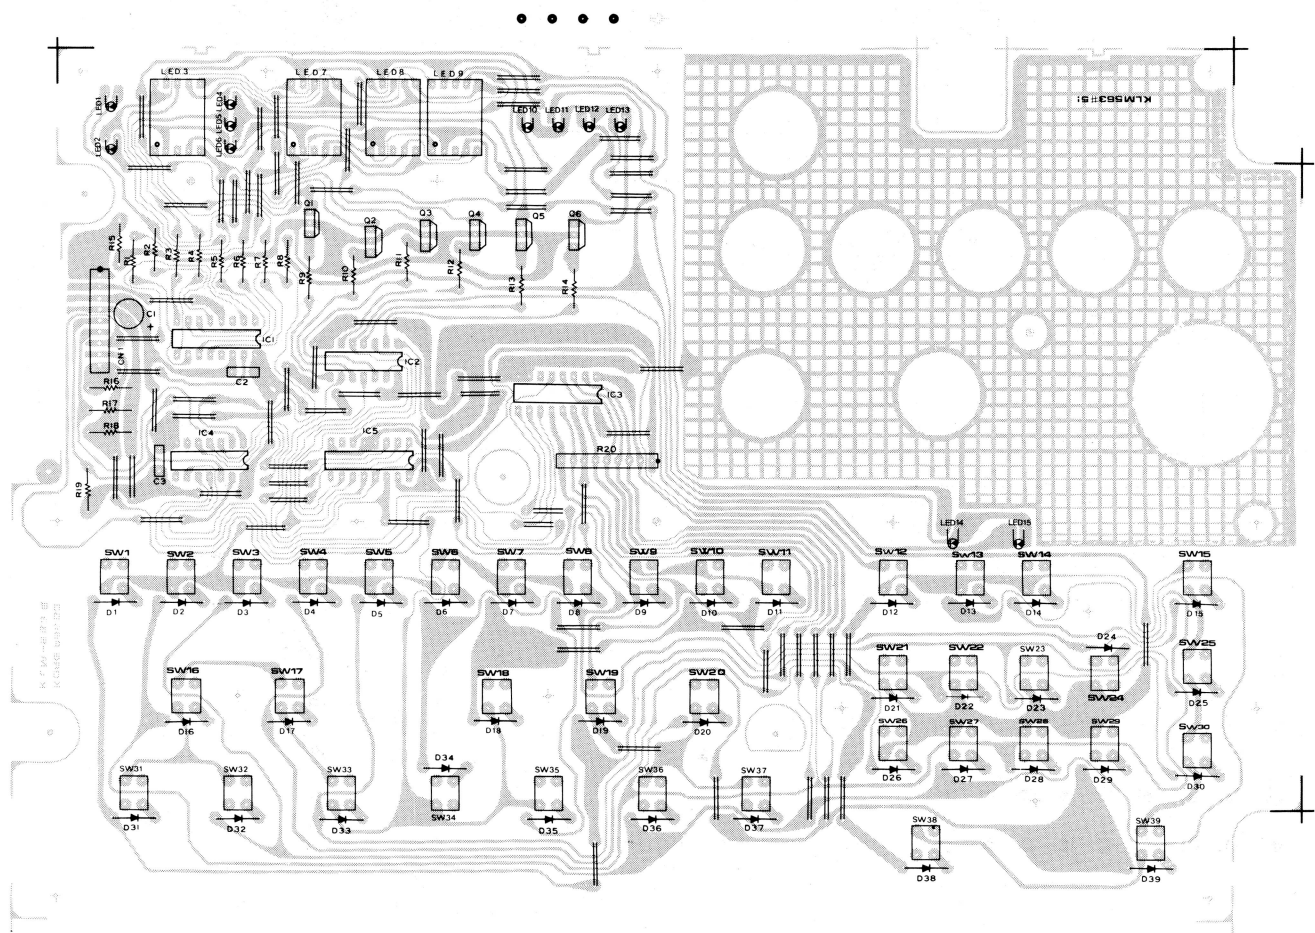 LED3
LED7
LED8
LED9
LED1
LED4
LED5
LED2
LED6
LED10 LED11 LED12 LED13
KLM563#5:
Q1
Q2
Q3
Q4
Q5
Q6
R15
R1
R2
R3
R4
R5
R6
R7
R8
R9
R10
R11
R12
R13
R14
C1
+
CN1
IC1
C2
IC2
R16
R17
R18
IC3
IC4
IC5
C3
R19
R20
LED14
LED15
SW1 SW2 SW3 SW4 SW5 SW6 SW7 SW8 SW9 SW10 SW11 SW12 SW13 SW14 SW15
D1 D2 D3 D4 D5 D6 D7 D8 D9 D10 D11 D12 D13 D14 D15
D24
SW21 SW22 SW23 SW25
SW16 SW17 SW18 SW19 SW20
D21 D22 D23 SW24 D25
D16 D17 D18 D19 D20
SW26 SW27 SW28 SW29 SW30
D34
SW31 SW32 SW33 SW35 SW36 SW37
D26 D27 D28 D29 D30
D31 D32 D33 SW34 D35 D36 D37
SW38 SW39
D38 D39